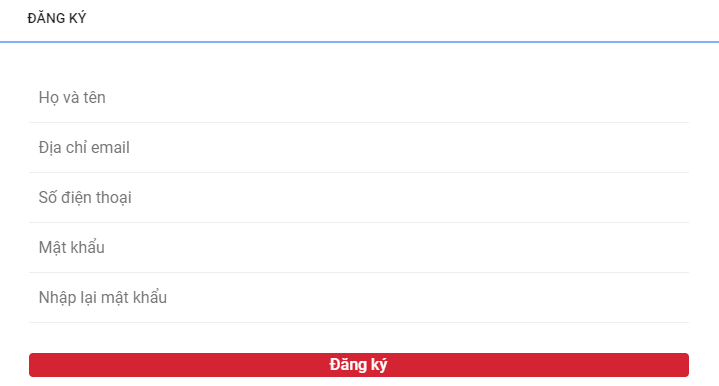 ĐĂNG KÝ
Họ và tên
Địa chỉ email
Số điện thoại
Mật khẩu
Nhập lại mật khẩu
Đăng ký